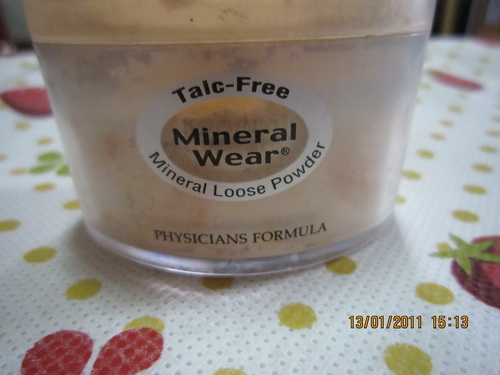 Talc-Free
Mineral
Wear®
Mineral Loose Powder
PHYSICIANS FORMULA
13/01/2011 15:13